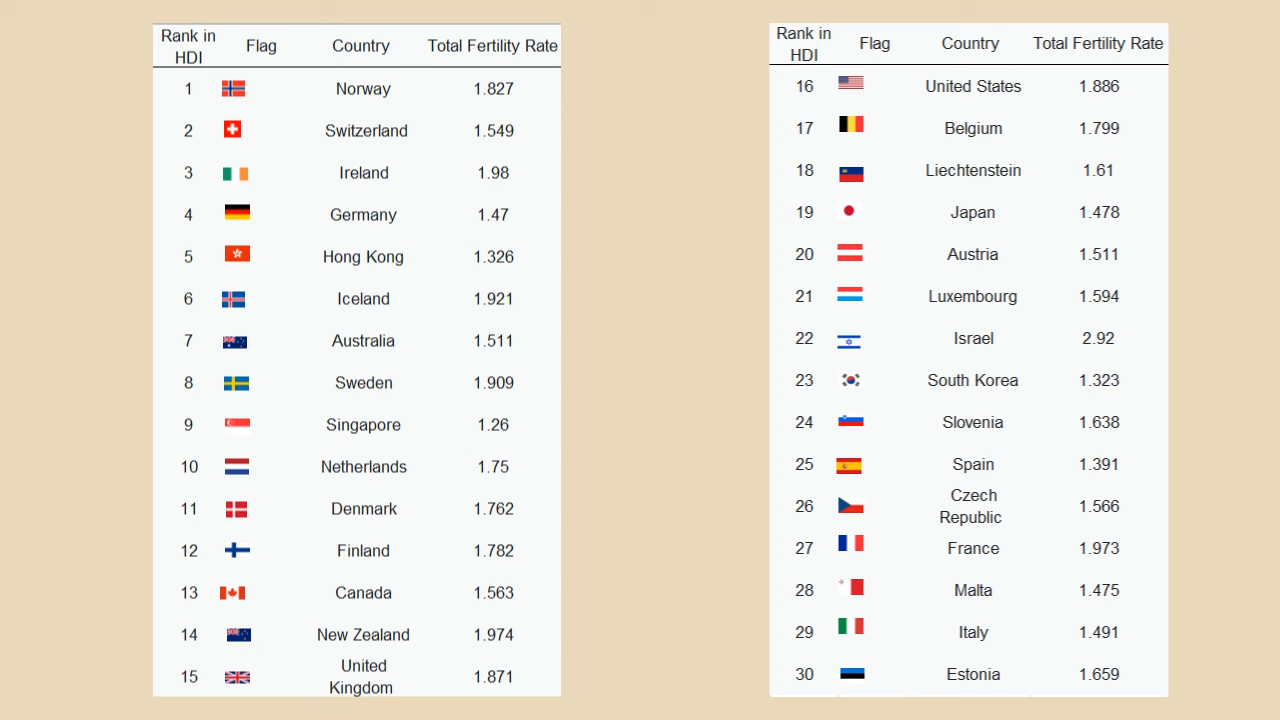 Rank in HDI Flag Country Total Fertility Rate
1 Norway 1.827
2 Switzerland 1.549
3 Ireland 1.98
4 Germany 1.47
5 Hong Kong 1.326
6 Iceland 1.921
7 Australia 1.511
8 Sweden 1.909
9 Singapore 1.26
10 Netherlands 1.75
11 Denmark 1.762
12 Finland 1.782
13 Canada 1.563
14 New Zealand 1.974
15 United Kingdom 1.871
Rank in HDI Flag Country Total Fertility Rate
16 United States 1.886
17 Belgium 1.799
18 Liechtenstein 1.61
19 Japan 1.478
20 Austria 1.511
21 Luxembourg 1.594
22 Israel 2.92
23 South Korea 1.323
24 Slovenia 1.638
25 Spain 1.391
26 Czech Republic 1.566
27 France 1.973
28 Malta 1.475
29 Italy 1.491
30 Estonia 1.659